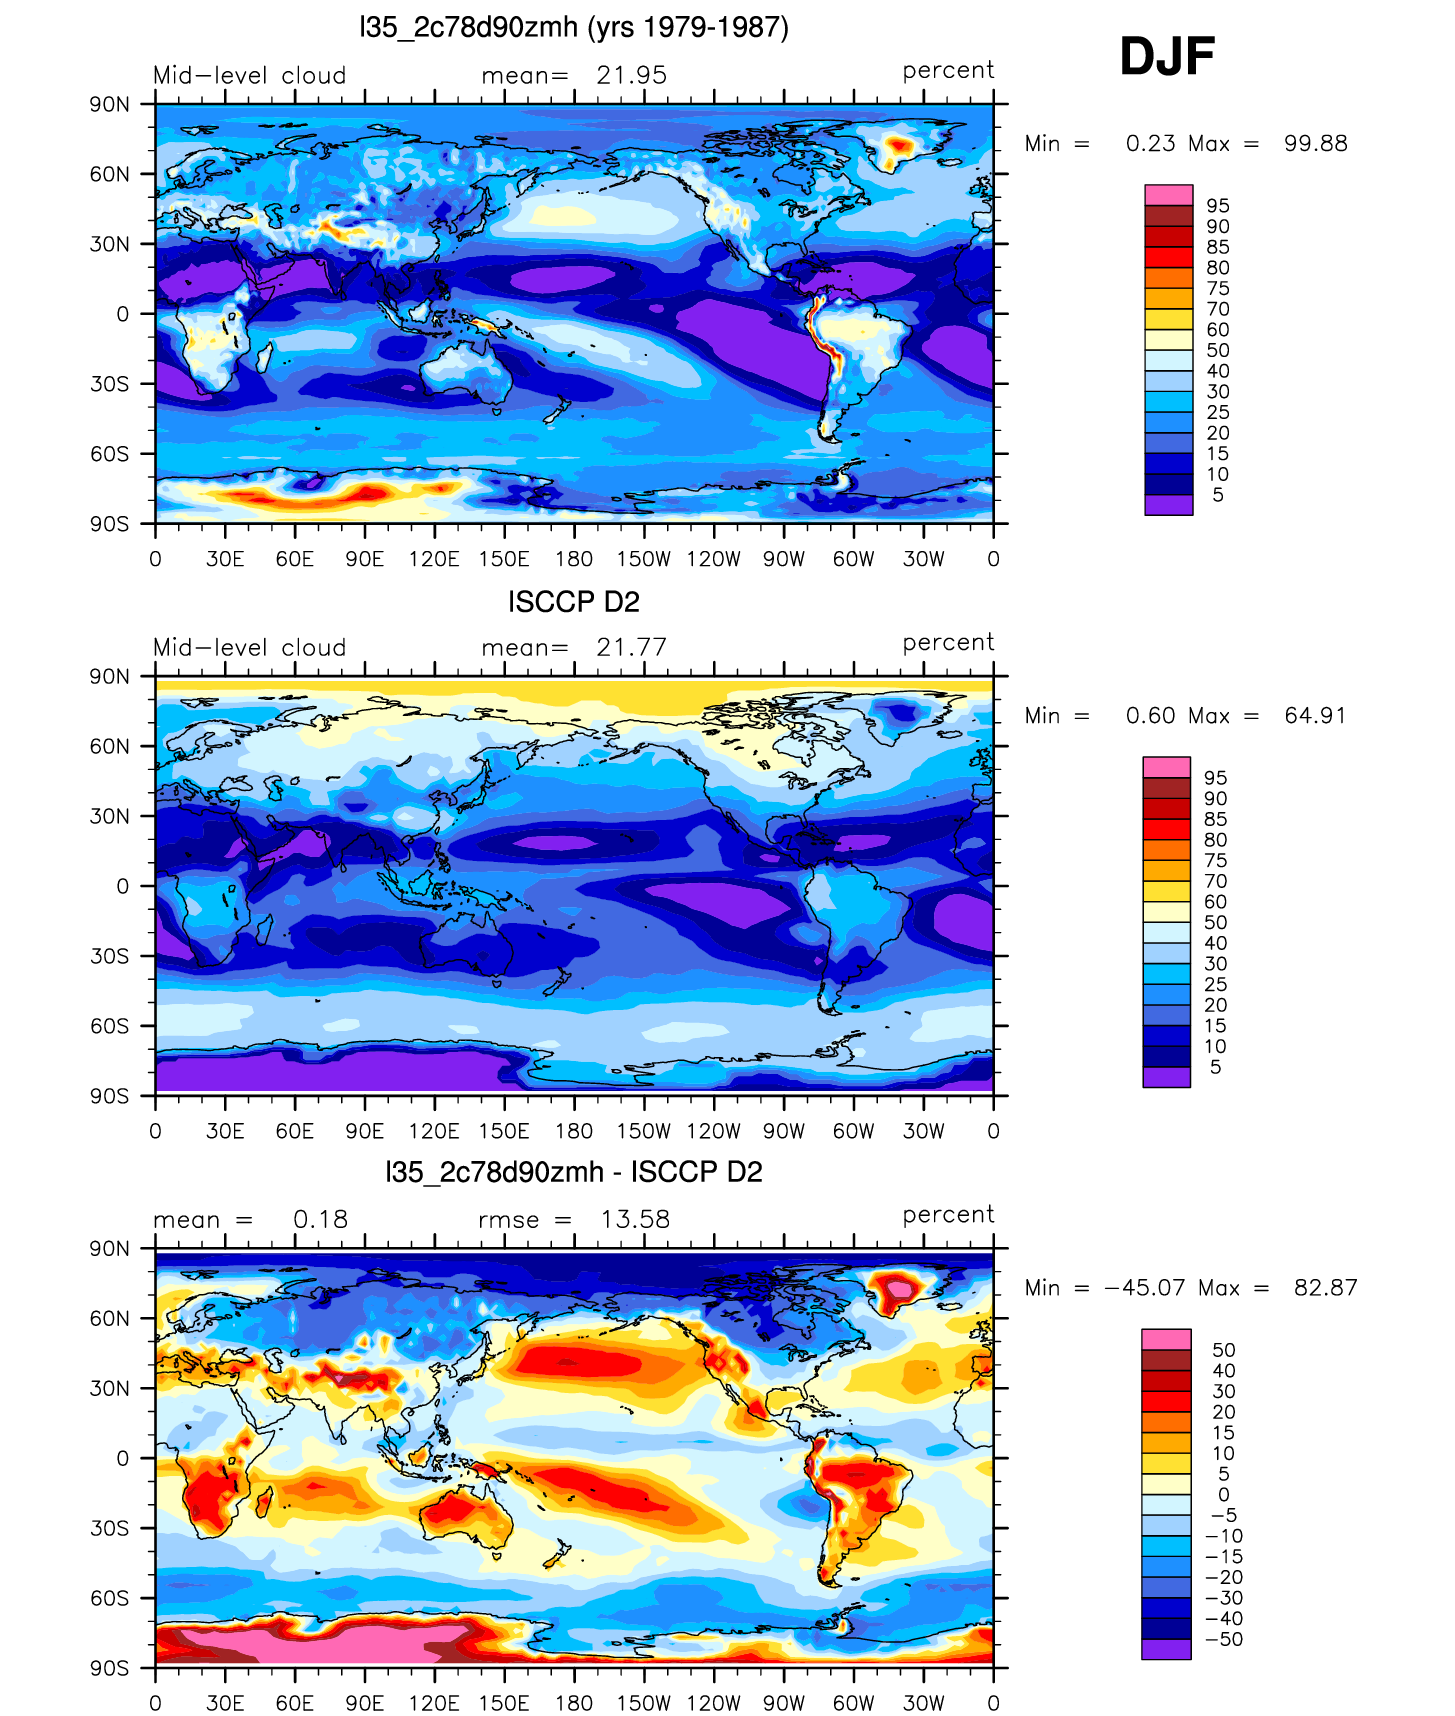 l35_2c78d90zmh (yrs 1979-1987)
DJF
Mid-level cloud mean= 21.95 percent
Min = 0.23 Max = 99.88
90N
60N
30N
0
30S
60S
90S
0 30E 60E 90E 120E 150E 180 150W 120W 90W 60W 30W 0
95
90
85
80
75
70
60
50
40
30
25
20
15
10
5
ISCCP D2
Mid-level cloud mean= 21.77 percent
Min = 0.60 Max = 64.91
90N
60N
30N
0
30S
60S
90S
0 30E 60E 90E 120E 150E 180 150W 120W 90W 60W 30W 0
95
90
85
80
75
70
60
50
40
30
25
20
15
10
5
l35_2c78d90zmh - ISCCP D2
mean = 0.18 rmse = 13.58 percent
Min = -45.07 Max = 82.87
90N
60N
30N
0
30S
60S
90S
0 30E 60E 90E 120E 150E 180 150W 120W 90W 60W 30W 0
50
40
30
20
15
10
5
0
-5
-10
-15
-20
-30
-40
-50